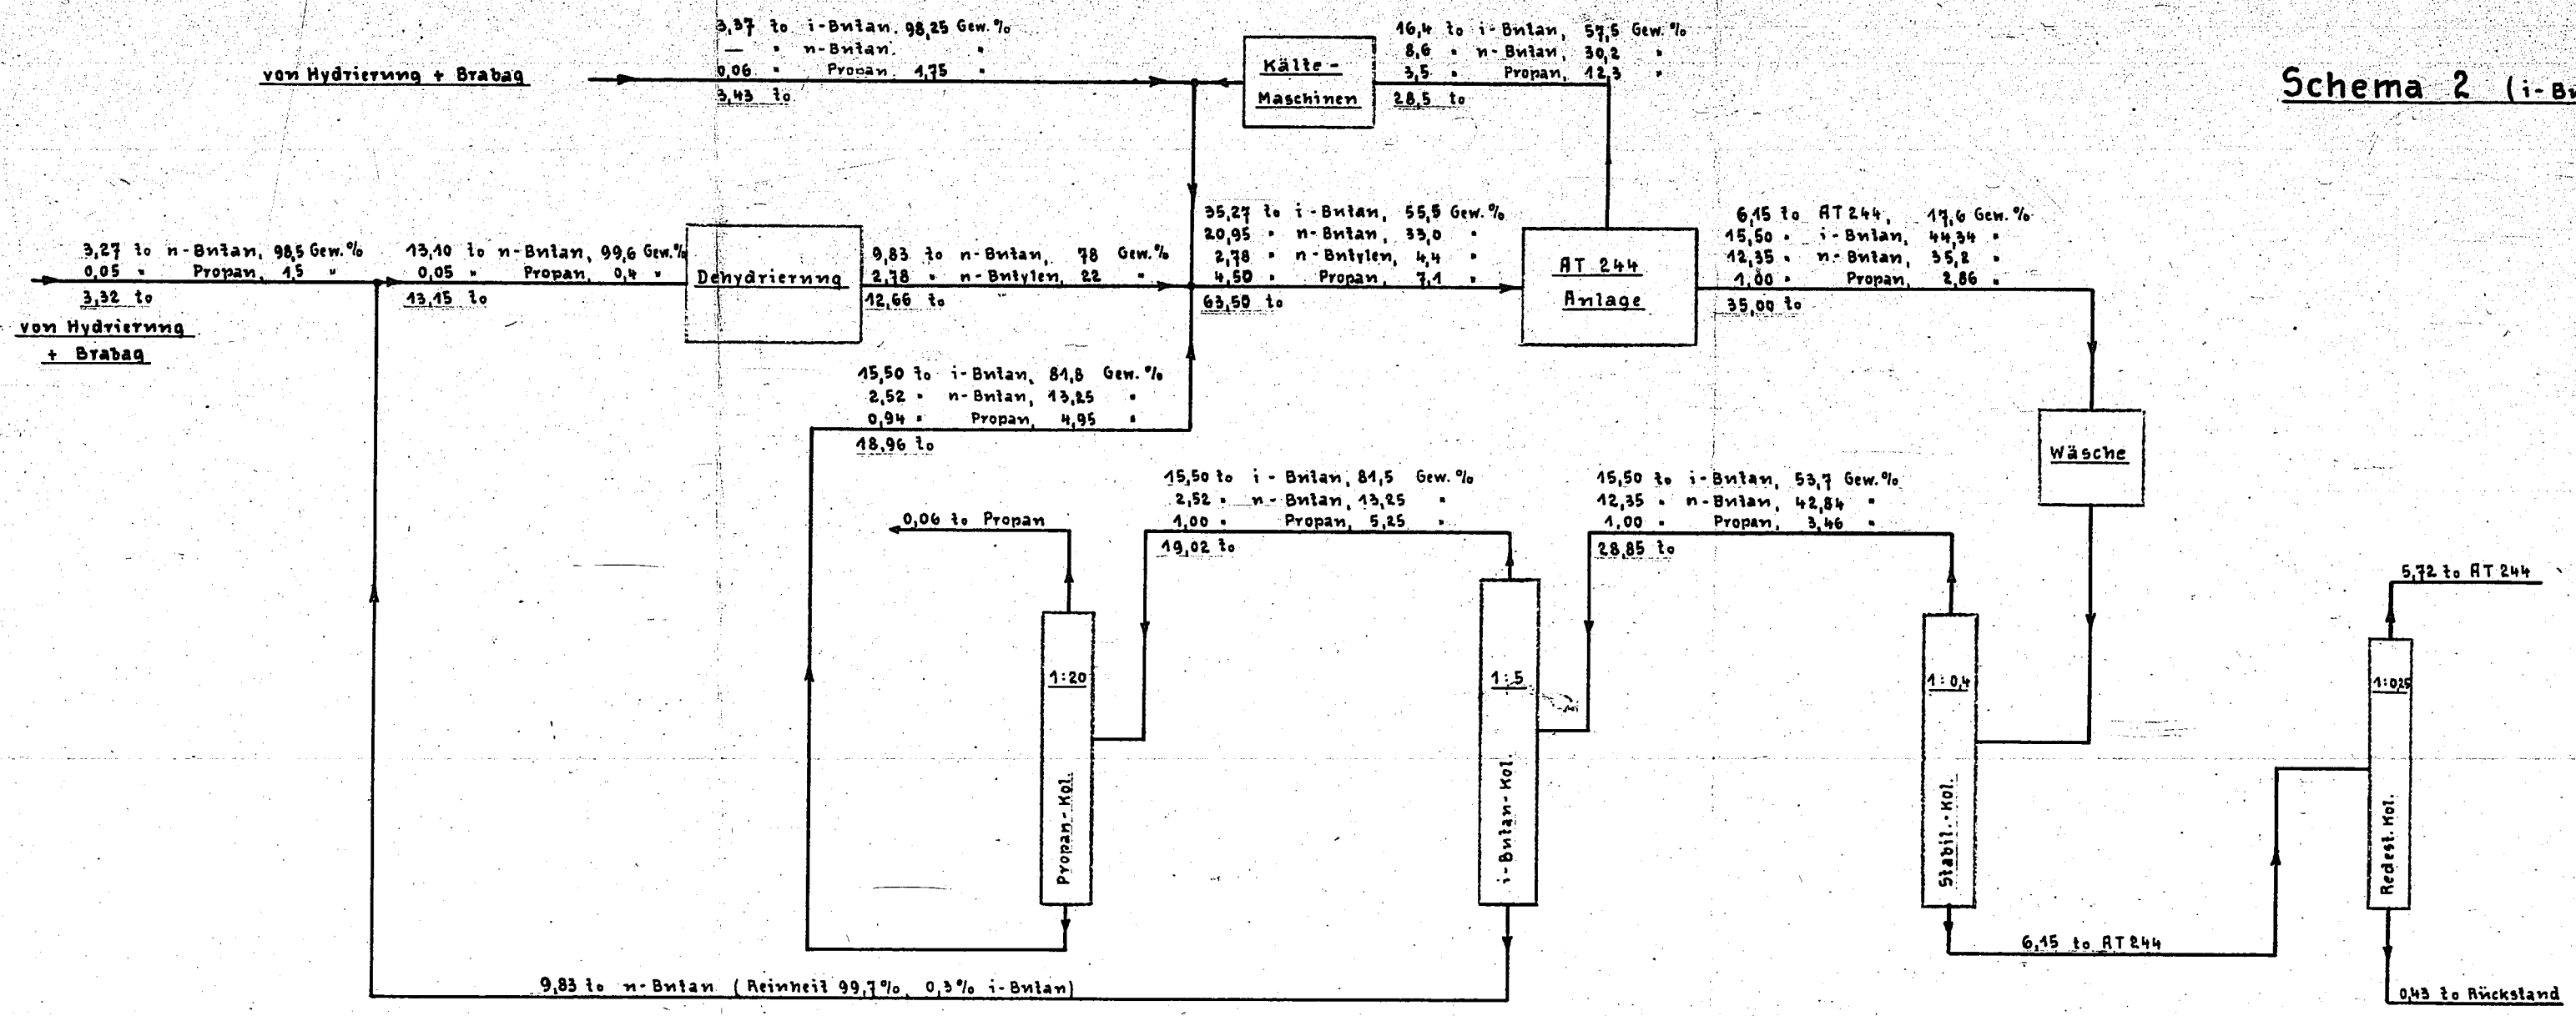 Schema 2 (i-Bu
von Hydrierung + Brabag
3,37 to i-Butan. 98,25 Gew.%
— " n-Butan. "
0,06 " Propan 1,75 "
3,43 to
Kälte-
Maschinen
16,4 to i-Butan, 57,5 Gew.%
8,6 " n-Butan, 30,2 "
3,5 " Propan, 12,3 "
28,5 to
3,27 to n-Butan, 98,5 Gew.%
0,05 " Propan, 1,5 "
3,32 to
von Hydrierung
+ Brabag
13,10 to n-Butan, 99,6 Gew.%
0,05 " Propan, 0,4 "
13,15 to
Dehydrierung
9,83 to n-Butan, 78 Gew.%
2,78 " n-Butylen, 22 "
12,66 to
35,27 to i-Butan, 55,5 Gew.%
20,95 " n-Butan, 33,0 "
2,78 " n-Butylen, 4,4 "
4,50 " Propan, 7,1 "
63,50 to
AT 244
Anlage
6,15 to AT 244, 17,6 Gew.%
15,50 " i-Butan, 44,34 "
12,35 " n-Butan, 35,2 "
1,00 " Propan, 2,86 "
35,00 to
15,50 to i-Butan, 81,8 Gew.%
2,52 " n-Butan, 13,25 "
0,94 " Propan, 4,95 "
18,96 to
Wäsche
0,06 to Propan
15,50 to i-Butan, 81,5 Gew.%
2,52 " n-Butan, 13,25 "
1,00 " Propan, 5,25 "
19,02 to
15,50 to i-Butan, 53,7 Gew.%
12,35 " n-Butan, 42,84 "
1,00 " Propan, 3,46 "
28,85 to
5,72 to AT 244
1:20
Propan-Kol.
1:5
i-Butan-Kol.
1:0,4
Stabil.-Kol.
1:0,25
Redest. Kol.
6,15 to AT 244
9,83 to n-Butan (Reinheit 99,7%, 0,3% i-Butan)
0,43 to Rückstand